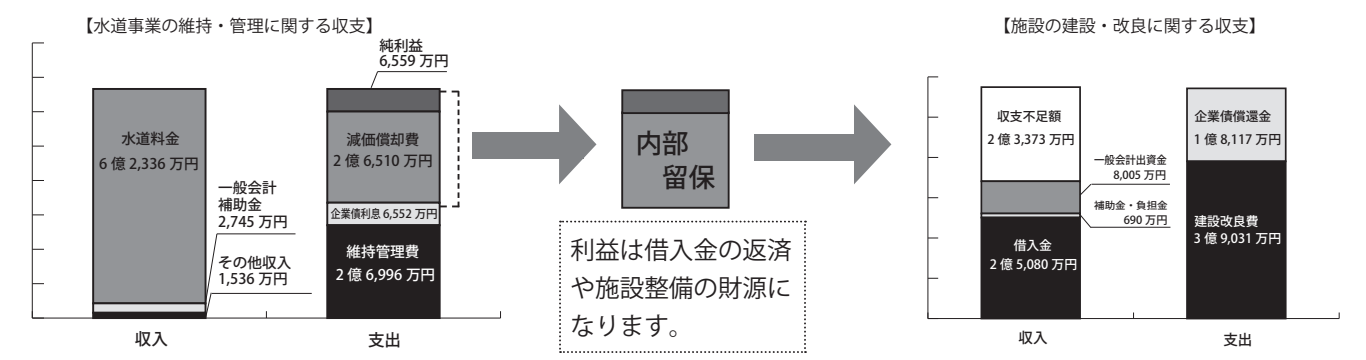 【水道事業の維持・管理に関する収支】
純利益
6,559 万円
水道料金
6 億 2,336 万円
減価償却費
2 億 6,510 万円
一般会計
補助金
2,745 万円
企業債利息 6,552 万円
その他収入
1,536 万円
維持管理費
2 億 6,996 万円
収入
支出
内部
留保
利益は借入金の返済
や施設整備の財源に
なります。
【施設の建設・改良に関する収支】
収支不足額
2 億 3,373 万円
企業債償還金
1 億 8,117 万円
一般会計出資金
8,005 万円
補助金・負担金
690 万円
借入金
2 億 5,080 万円
建設改良費
3 億 9,031 万円
収入
支出